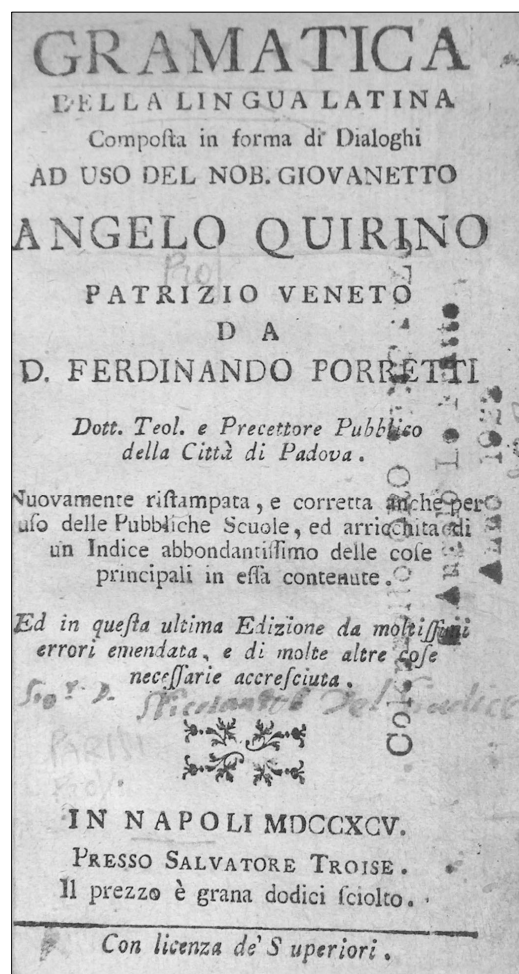 GRAMATICA
DELLA LINGUA LATINA
Compoſta in forma di Dialoghi
AD USO DEL NOB. GIOVANETTO
ANGELO QUIRINO
PATRIZIO VENETO
DA
D. FERDINANDO PORRETTI
Dott. Teol. e Precettore Pubblico
della Città di Padova.
Nuovamente riſtampata, e corretta anche per
uſo delle Pubbliche Scuole, ed arricchita di
un Indice abbondantiſſimo delle coſe
principali in eſſa contenute.
Ed in queſta ultima Edizione da moltiſſimi
errori emendata, e di molte altre coſe
neceſſarie accreſciuta.
Del Giudice
PARISI
IN NAPOLI MDCCXCV.
PRESSO SALVATORE TROISE.
Il prezzo è grana dodici ſciolto.
Con licenza de' Superiori.